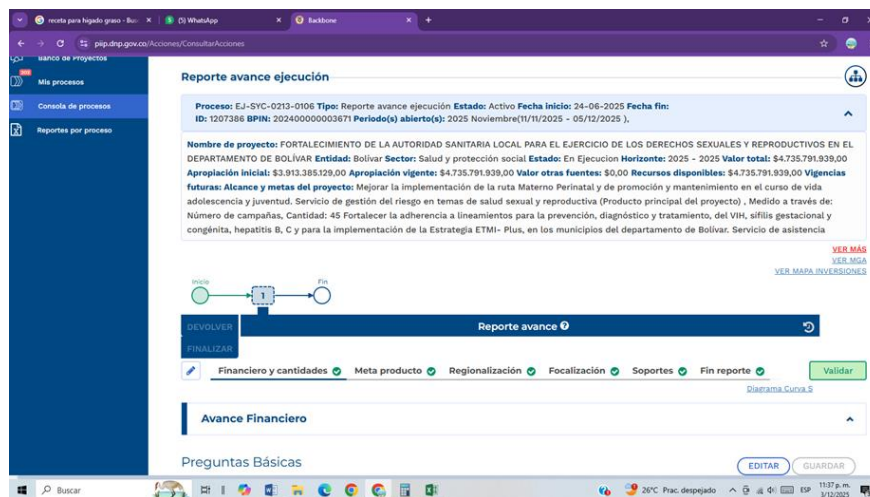 receta para higado graso - Bus
(5) WhatsApp
Backbone
piip.dnp.gov.co/Acciones/ConsultarAcciones
Banco de Proyectos
Mis procesos
Consola de procesos
Reportes por proceso
Reporte avance ejecución
Proceso: EJ-SYC-0213-0106 Tipo: Reporte avance ejecución Estado: Activo Fecha inicio: 24-06-2025 Fecha fin:
ID: 1207386 BPIN: 202400000003671 Periodo(s) abierto(s): 2025 Noviembre(11/11/2025 - 05/12/2025 ),
Nombre de proyecto: FORTALECIMIENTO DE LA AUTORIDAD SANITARIA LOCAL PARA EL EJERCICIO DE LOS DERECHOS SEXUALES Y REPRODUCTIVOS EN EL
DEPARTAMENTO DE BOLÍVAR Entidad: Bolívar Sector: Salud y protección social Estado: En Ejecucion Horizonte: 2025 - 2025 Valor total: $4.735.791.939,00
Apropiación inicial: $3.913.385.129,00 Apropiación vigente: $4.735.791.939,00 Valor otras fuentes: $0,00 Recursos disponibles: $4.735.791.939,00 Vigencias
futuras: Alcance y metas del proyecto: Mejorar la implementación de la ruta Materno Perinatal y de promoción y mantenimiento en el curso de vida
adolescencia y juventud. Servicio de gestión del riesgo en temas de salud sexual y reproductiva (Producto principal del proyecto) , Medido a través de:
Número de campañas, Cantidad: 45 Fortalecer la adherencia a lineamientos para la prevención, diagnóstico y tratamiento, del VIH, sífilis gestacional y
congénita, hepatitis B, C y para la implementación de la Estrategia ETMI- Plus, en los municipios del departamento de Bolívar. Servicio de asistencia
VER MÁS
VER MGA
VER MAPA INVERSIONES
Inicio
1
Fin
DEVOLVER
Reporte avance
FINALIZAR
Financiero y cantidades
Meta producto
Regionalización
Focalización
Soportes
Fin reporte
Validar
Diagrama Curva S
Avance Financiero
Preguntas Básicas
EDITAR
GUARDAR
Buscar
26°C Prac. despejado
ESP
11:37 p. m.
1/12/2025